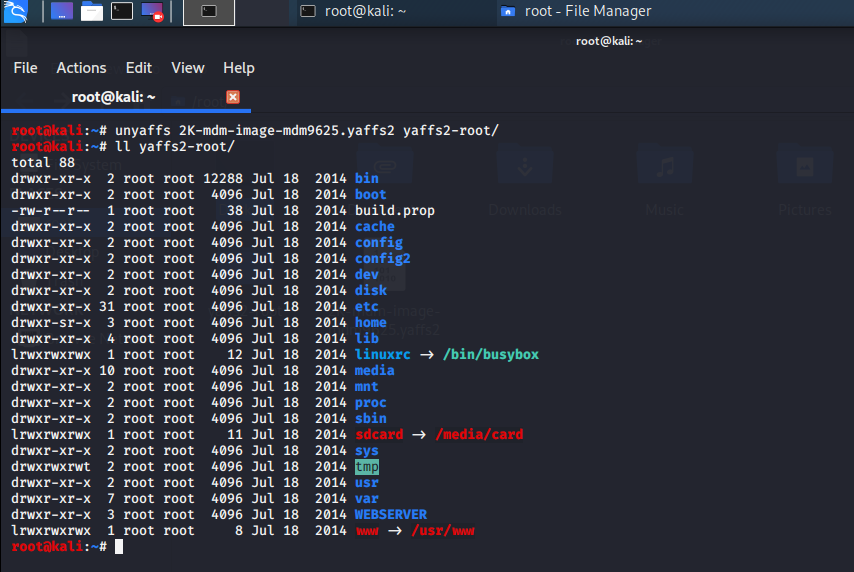 root@kali: ~
root - File Manager
root@kali: ~
File Actions Edit View Help
root@kali: ~
root@kali:~# unyaffs 2K-mdm-image-mdm9625.yaffs2 yaffs2-root/
root@kali:~# ll yaffs2-root/
total 88
drwxr-xr-x 2 root root 12288 Jul 18 2014 bin
drwxr-xr-x 2 root root 4096 Jul 18 2014 boot
-rw-r--r-- 1 root root 38 Jul 18 2014 build.prop
drwxr-xr-x 2 root root 4096 Jul 18 2014 cache
drwxr-xr-x 2 root root 4096 Jul 18 2014 config
drwxr-xr-x 2 root root 4096 Jul 18 2014 config2
drwxr-xr-x 2 root root 4096 Jul 18 2014 dev
drwxr-xr-x 2 root root 4096 Jul 18 2014 disk
drwxr-xr-x 31 root root 4096 Jul 18 2014 etc
drwxr-sr-x 3 root root 4096 Jul 18 2014 home
drwxr-xr-x 4 root root 4096 Jul 18 2014 lib
lrwxrwxrwx 1 root root 12 Jul 18 2014 linuxrc -> /bin/busybox
drwxr-xr-x 10 root root 4096 Jul 18 2014 media
drwxr-xr-x 2 root root 4096 Jul 18 2014 mnt
drwxr-xr-x 2 root root 4096 Jul 18 2014 proc
drwxr-xr-x 2 root root 4096 Jul 18 2014 sbin
lrwxrwxrwx 1 root root 11 Jul 18 2014 sdcard -> /media/card
drwxr-xr-x 2 root root 4096 Jul 18 2014 sys
drwxrwxrwt 2 root root 4096 Jul 18 2014 tmp
drwxr-xr-x 2 root root 4096 Jul 18 2014 usr
drwxr-xr-x 7 root root 4096 Jul 18 2014 var
drwxr-xr-x 3 root root 4096 Jul 18 2014 WEBSERVER
lrwxrwxrwx 1 root root 8 Jul 18 2014 www -> /usr/www
root@kali:~#
Downloads
Music
Pictures